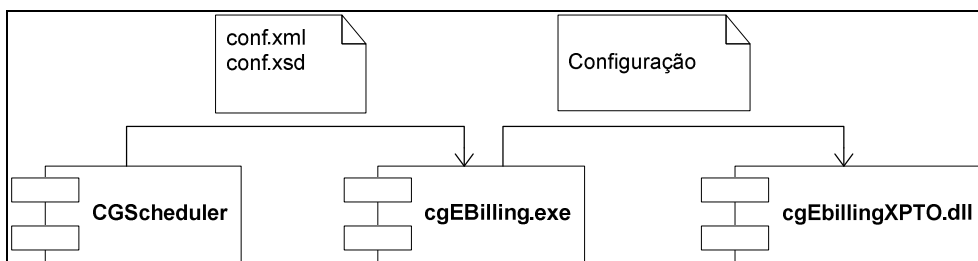 conf.xml
conf.xsd
Configuração
CGScheduler
cgEBilling.exe
cgEbillingXPTO.dll